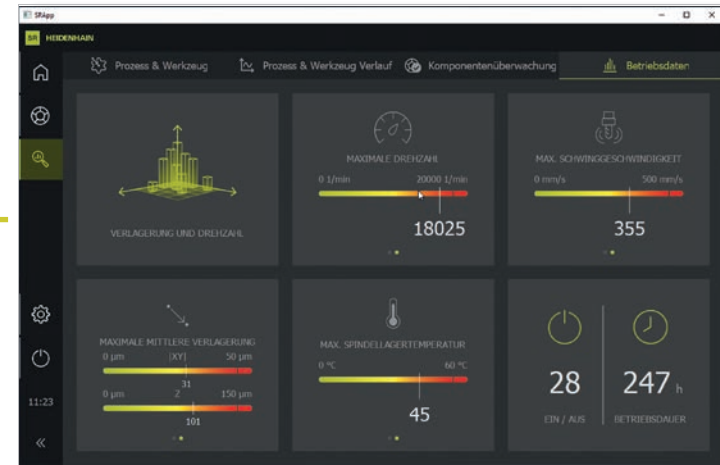 SRApp
SR HEIDENHAIN
Prozess & Werkzeug
Prozess & Werkzeug Verlauf
Komponentenüberwachung
Betriebsdaten
VERLAGERUNG UND DREHZAHL
MAXIMALE DREHZAHL
0 1/min 20000 1/min
18025
MAX. SCHWINGGESCHWINDIGKEIT
0 mm/s 500 mm/s
355
MAXIMALE MITTLERE VERLAGERUNG
0 µm |XY| 50 µm
31
0 µm Z 150 µm
101
MAX. SPINDELLAGERTEMPERATUR
0 °C 60 °C
45
28
EIN / AUS
247 h
BETRIEBSDAUER
11:23